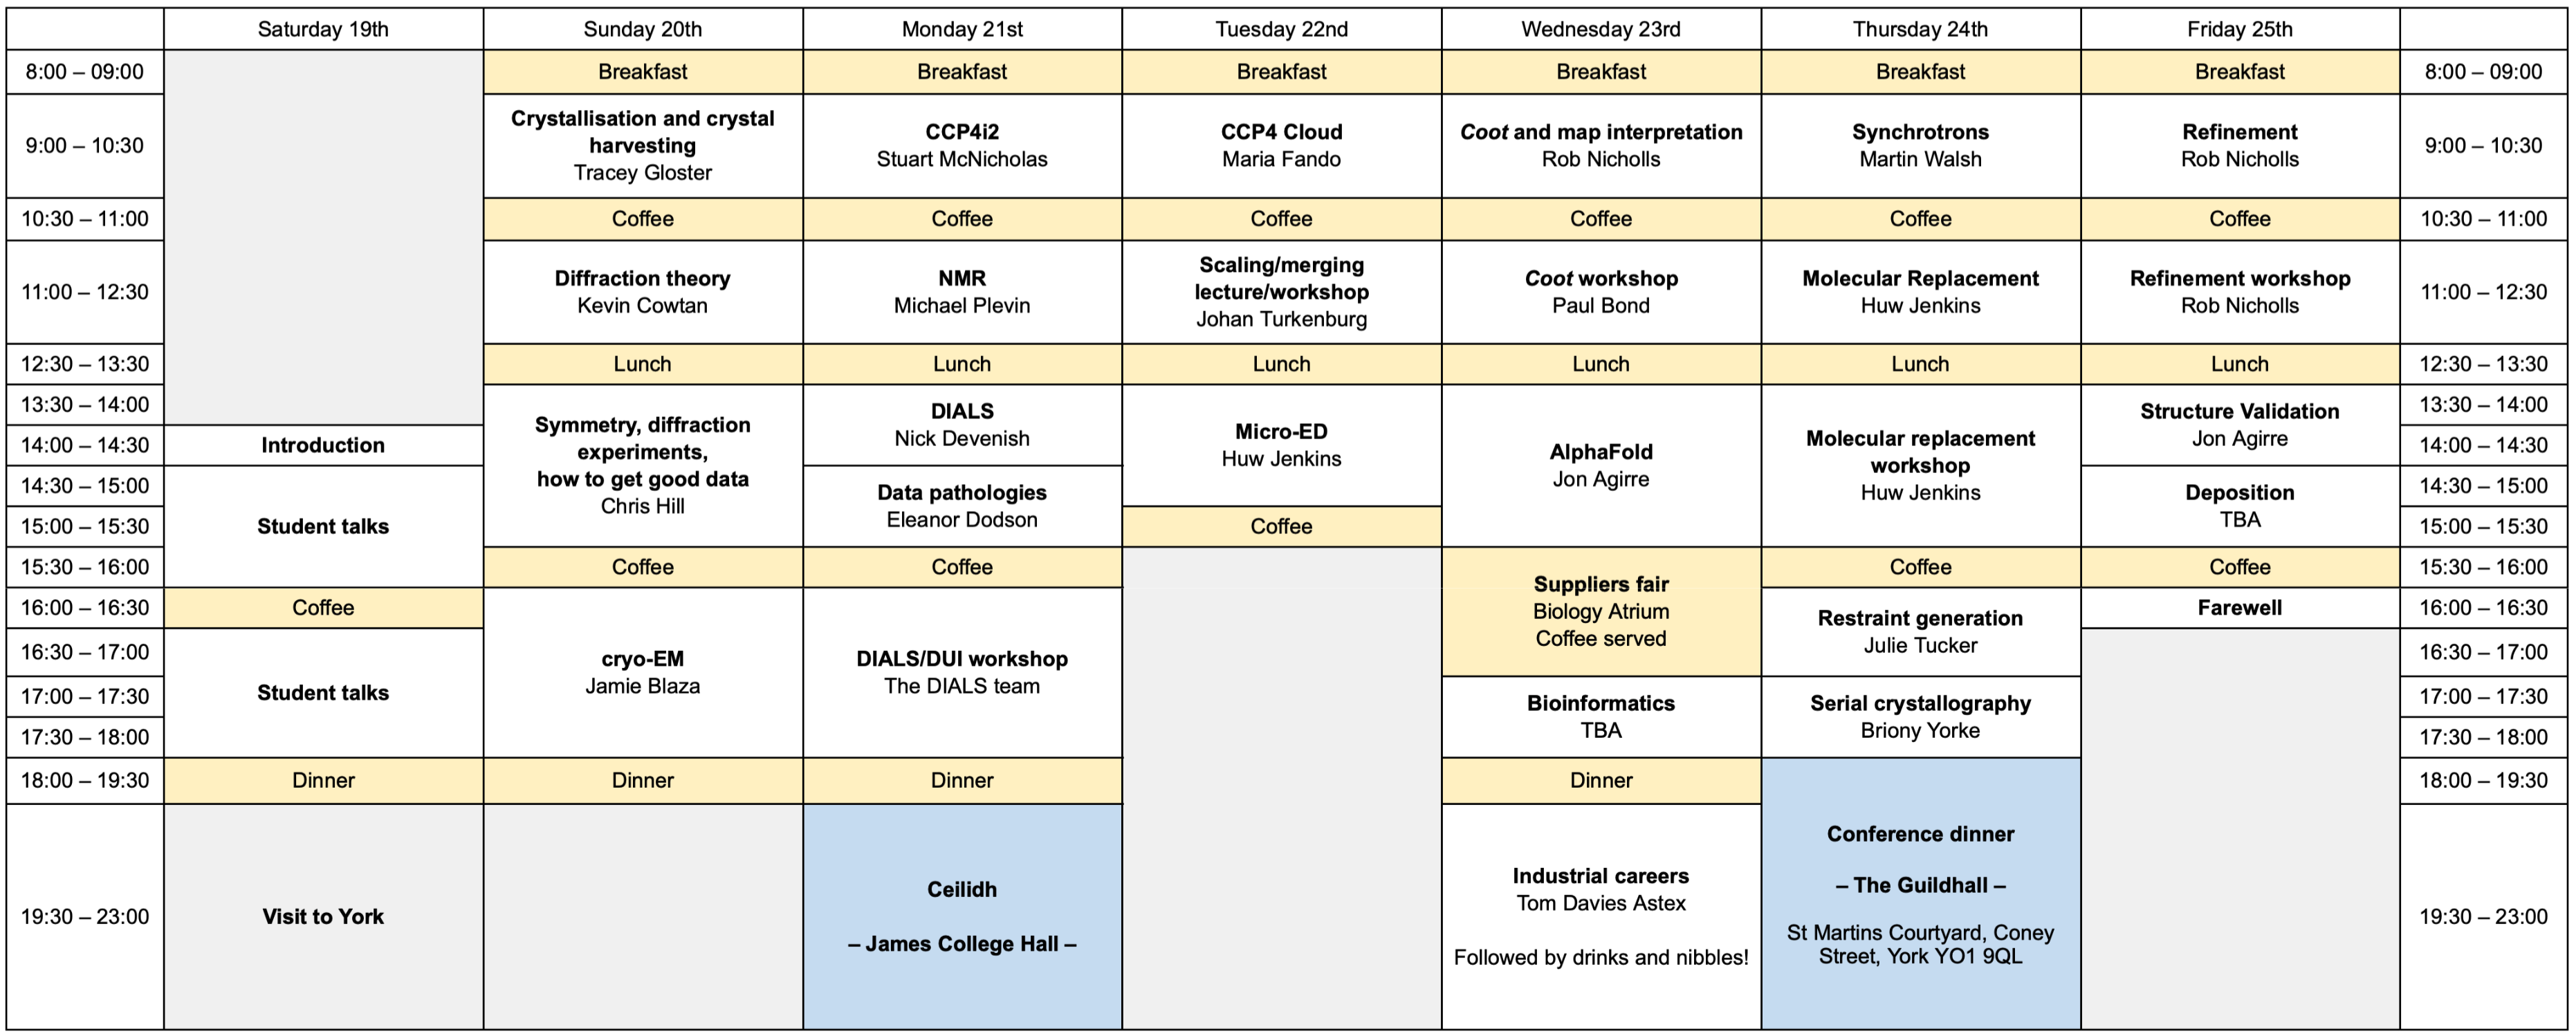 Saturday 19th Sunday 20th Monday 21st Tuesday 22nd Wednesday 23rd Thursday 24th Friday 25th
8:00 – 09:00 Breakfast Breakfast Breakfast Breakfast Breakfast Breakfast 8:00 – 09:00
9:00 – 10:30
Crystallisation and crystal
harvesting
Tracey Gloster
CCP4i2
Stuart McNicholas
CCP4 Cloud
Maria Fando
Coot and map interpretation
Rob Nicholls
Synchrotrons
Martin Walsh
Refinement
Rob Nicholls
9:00 – 10:30
10:30 – 11:00 Coffee Coffee Coffee Coffee Coffee Coffee 10:30 – 11:00
11:00 – 12:30
Diffraction theory
Kevin Cowtan
NMR
Michael Plevin
Scaling/merging
lecture/workshop
Johan Turkenburg
Coot workshop
Paul Bond
Molecular Replacement
Huw Jenkins
Refinement workshop
Rob Nicholls
11:00 – 12:30
12:30 – 13:30 Lunch Lunch Lunch Lunch Lunch Lunch 12:30 – 13:30
13:30 – 14:00
14:00 – 14:30
Introduction
14:30 – 15:00
15:00 – 15:30
15:30 – 16:00
Student talks
Symmetry, diffraction
experiments,
how to get good data
Chris Hill
DIALS
Nick Devenish
Data pathologies
Eleanor Dodson
Micro-ED
Huw Jenkins
Coffee
AlphaFold
Jon Agirre
Molecular replacement
workshop
Huw Jenkins
Structure Validation
Jon Agirre
Deposition
TBA
13:30 – 14:00
14:00 – 14:30
14:30 – 15:00
15:00 – 15:30
Coffee Coffee
Suppliers fair
Biology Atrium
Coffee served
Coffee Coffee 15:30 – 16:00
16:00 – 16:30 Coffee
16:30 – 17:00
17:00 – 17:30
17:30 – 18:00
Student talks
cryo-EM
Jamie Blaza
DIALS/DUI workshop
The DIALS team
Bioinformatics
TBA
Restraint generation
Julie Tucker
Serial crystallography
Briony Yorke
Farewell
16:00 – 16:30
16:30 – 17:00
17:00 – 17:30
17:30 – 18:00
18:00 – 19:30 Dinner Dinner Dinner Dinner 18:00 – 19:30
19:30 – 23:00
Visit to York
Ceilidh
– James College Hall –
Industrial careers
Tom Davies Astex
Followed by drinks and nibbles!
Conference dinner
– The Guildhall –
St Martins Courtyard, Coney
Street, York YO1 9QL
19:30 – 23:00